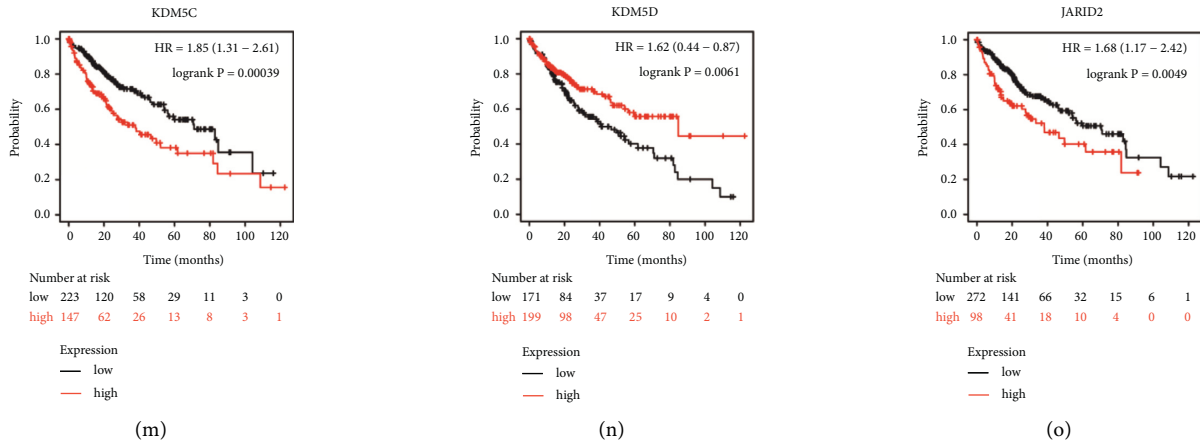 KDM5C
HR = 1.85 (1.31 − 2.61)
logrank P = 0.00039
Probability
1.0
0.8
0.6
0.4
0.2
0.0
0 20 40 60 80 100 120
Time (months)
Number at risk
low 223 120 58 29 11 3 0
high 147 62 26 13 8 3 1
Expression
low
high
(m)
KDM5D
HR = 1.62 (0.44 − 0.87)
logrank P = 0.0061
Probability
1.0
0.8
0.6
0.4
0.2
0.0
0 20 40 60 80 100 120
Time (months)
Number at risk
low 171 84 37 17 9 4 0
high 199 98 47 25 10 2 1
Expression
low
high
(n)
JARID2
HR = 1.68 (1.17 − 2.42)
logrank P = 0.0049
Probability
1.0
0.8
0.6
0.4
0.2
0.0
0 20 40 60 80 100 120
Time (months)
Number at risk
low 272 141 66 32 15 6 1
high 98 41 18 10 4 0 0
Expression
low
high
(o)